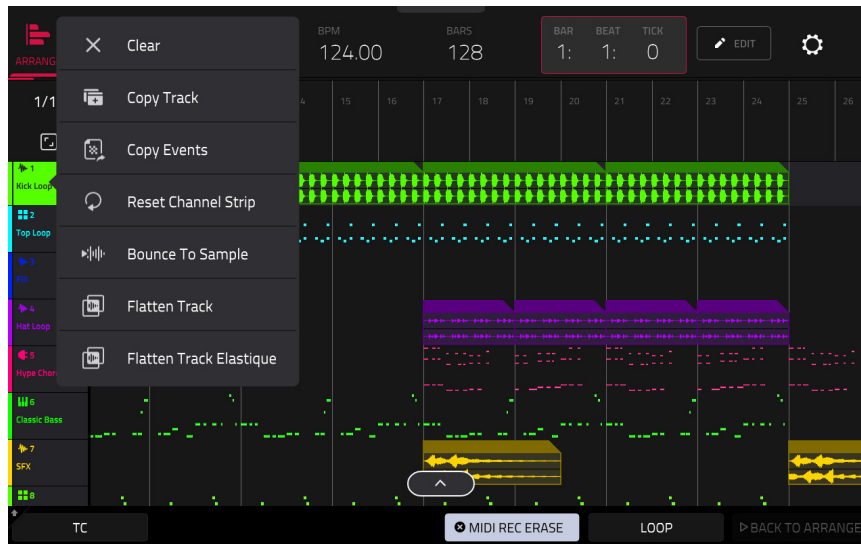 BPM
BARS
BAR
BEAT
TICK
124.00
128
1:
1:
0
EDIT
ARRANG
1/1
Clear
Copy Track
Copy Events
Reset Channel Strip
Bounce To Sample
Flatten Track
Flatten Track Elastique
4
15
16
17
18
19
20
21
22
23
24
25
26
1
Kick Loop
2
Top Loop
3
4
Hat Loop
5
Hype Chor
6
Classic Bass
7
SFX
8
TC
MIDI REC ERASE
LOOP
BACK TO ARRANGE